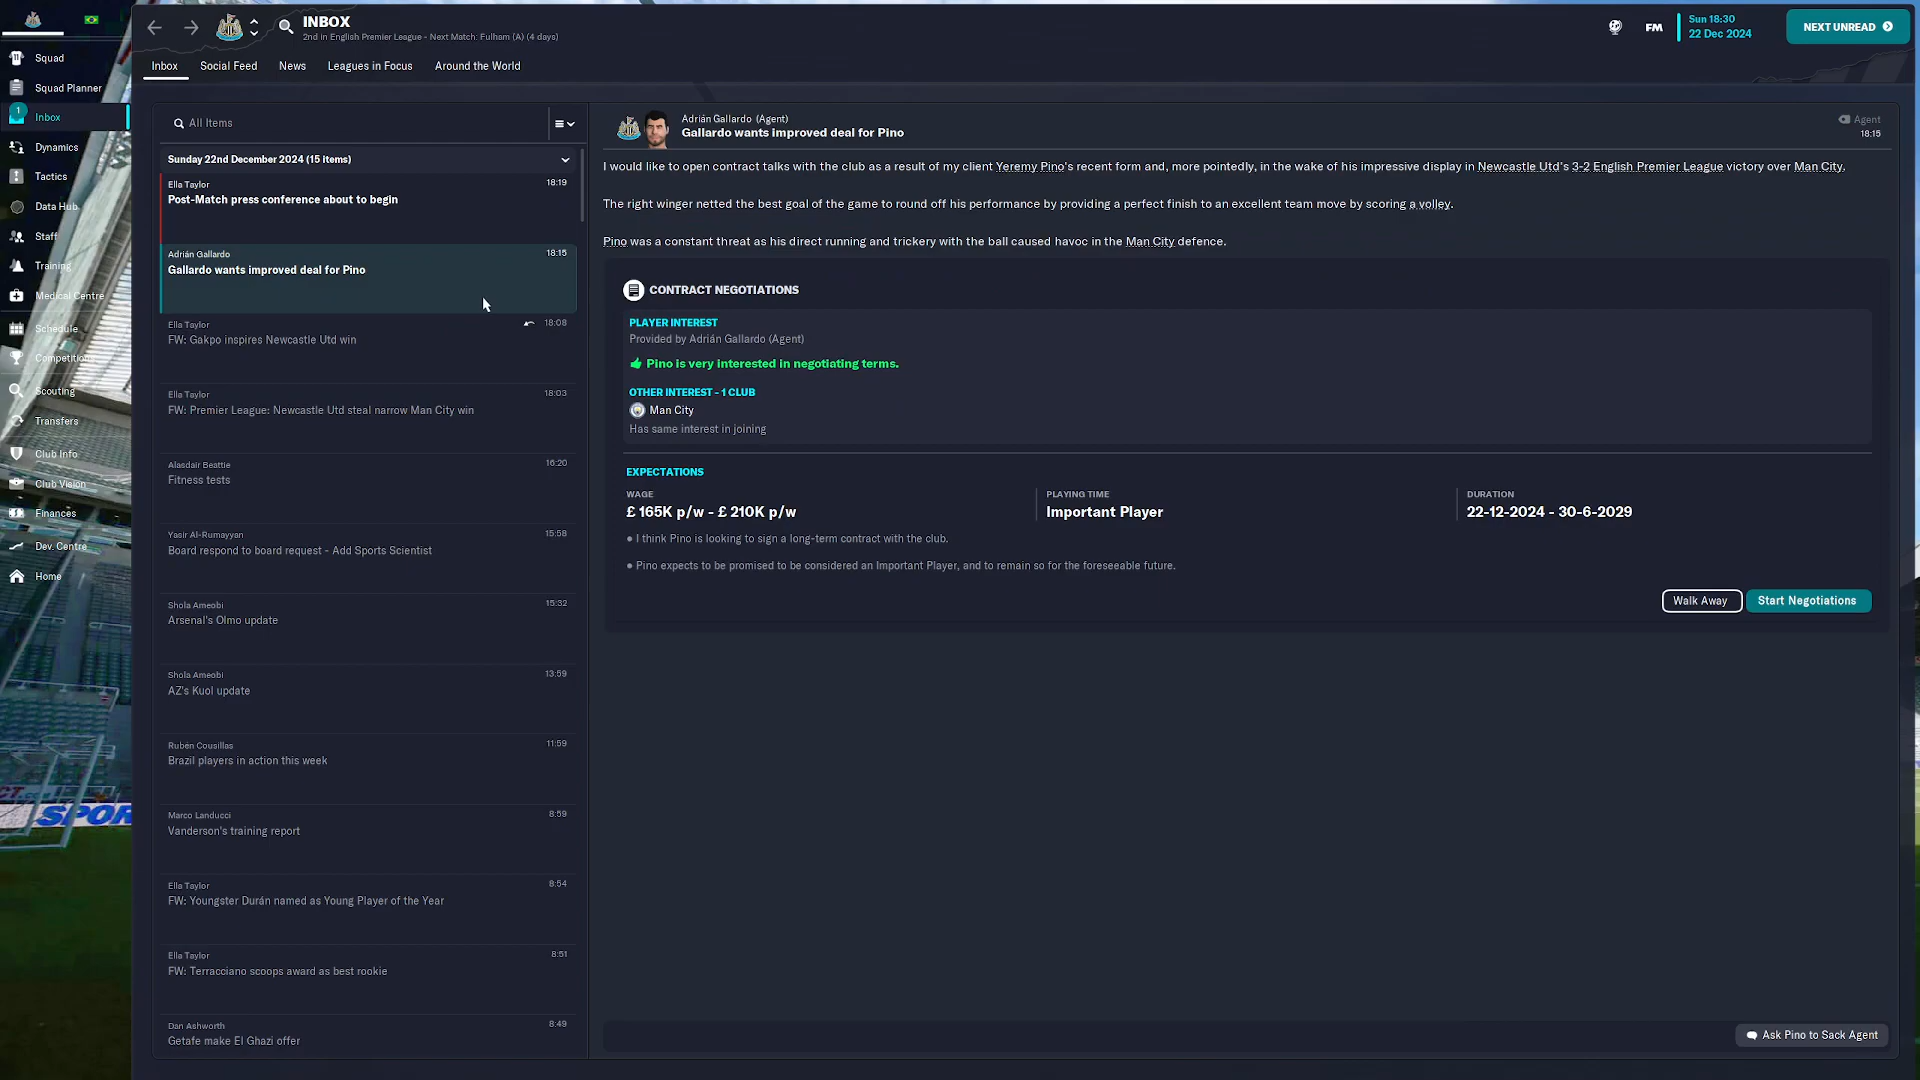 INBOX
2nd in English Premier League - Next Match: Fulham (A) (4 days)
FM
Sun 18:30
22 Dec 2024
NEXT UNREAD
Squad
Squad Planner
1
Inbox
Dynamics
Tactics
Data Hub
Staff
Training
Medical Centre
Schedule
Competitions
Scouting
Transfers
Club Info
Club Vision
Finances
Dev. Centre
Home
SPOR
Inbox
Social Feed
News
Leagues in Focus
Around the World
All Items
Sunday 22nd December 2024 (15 items)
Ella Taylor
18:19
Post-Match press conference about to begin
Adrián Gallardo
18:15
Gallardo wants improved deal for Pino
Ella Taylor
18:08
FW: Gakpo inspires Newcastle Utd win
Ella Taylor
18:03
FW: Premier League: Newcastle Utd steal narrow Man City win
Alasdair Beattie
16:20
Fitness tests
Yasir Al-Rumayyan
15:58
Board respond to board request - Add Sports Scientist
Shola Ameobi
15:32
Arsenal's Olmo update
Shola Ameobi
13:59
AZ's Kuol update
Rubén Cousillas
11:59
Brazil players in action this week
Marco Landucci
8:59
Vanderson's training report
Ella Taylor
8:54
FW: Youngster Durán named as Young Player of the Year
Ella Taylor
8:51
FW: Terracciano scoops award as best rookie
Dan Ashworth
8:49
Getafe make El Ghazi offer
Adrián Gallardo (Agent)
Gallardo wants improved deal for Pino
Agent
18:15
I would like to open contract talks with the club as a result of my client Yeremy Pino's recent form and, more pointedly, in the wake of his impressive display in Newcastle Utd's 3-2 English Premier League victory over Man City.
The right winger netted the best goal of the game to round off his performance by providing a perfect finish to an excellent team move by scoring a volley.
Pino was a constant threat as his direct running and trickery with the ball caused havoc in the Man City defence.
CONTRACT NEGOTIATIONS
PLAYER INTEREST
Provided by Adrián Gallardo (Agent)
Pino is very interested in negotiating terms.
OTHER INTEREST - 1 CLUB
Man City
Has same interest in joining
EXPECTATIONS
WAGE
£ 165K p/w - £ 210K p/w
PLAYING TIME
Important Player
DURATION
22-12-2024 - 30-6-2029
• I think Pino is looking to sign a long-term contract with the club.
• Pino expects to be promised to be considered an Important Player, and to remain so for the foreseeable future.
Walk Away
Start Negotiations
Ask Pino to Sack Agent